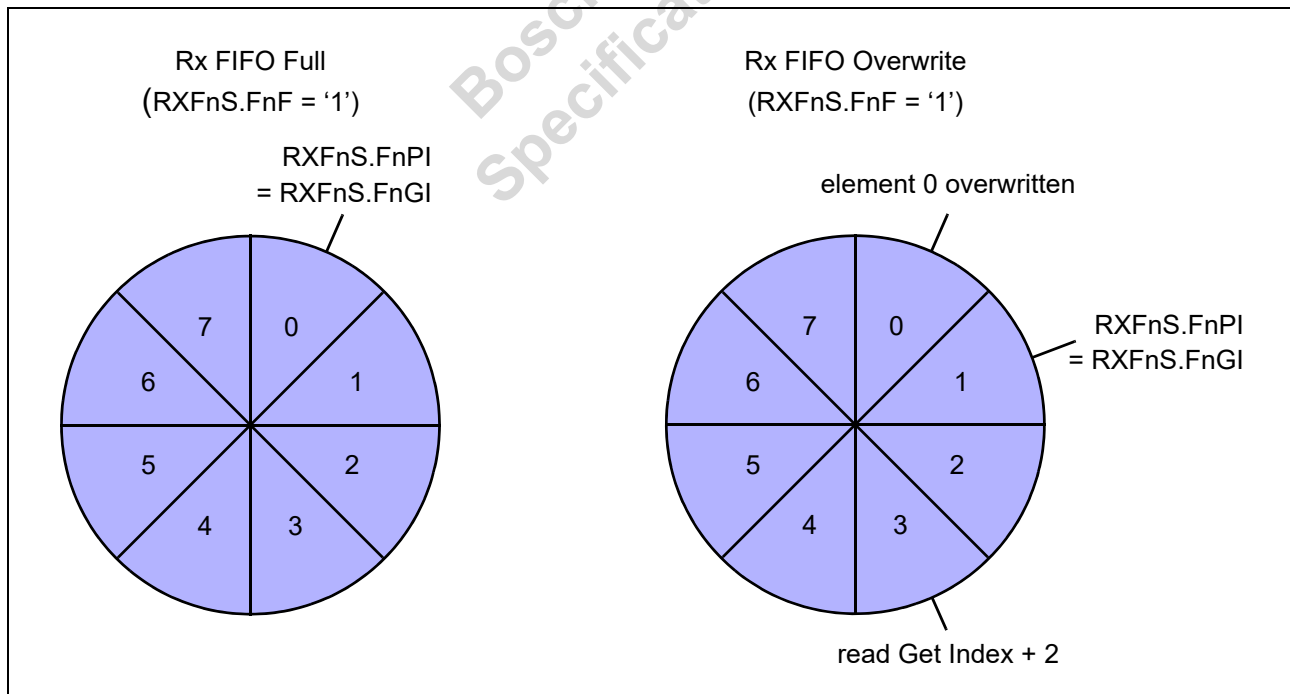 Bosch
Specificat
Rx FIFO Full
(RXFnS.FnF = ‘1’)
RXFnS.FnPI
= RXFnS.FnGI
7
0
6
1
5
2
4
3
Rx FIFO Overwrite
(RXFnS.FnF = ‘1’)
element 0 overwritten
RXFnS.FnPI
= RXFnS.FnGI
7
0
6
1
5
2
4
3
read Get Index + 2